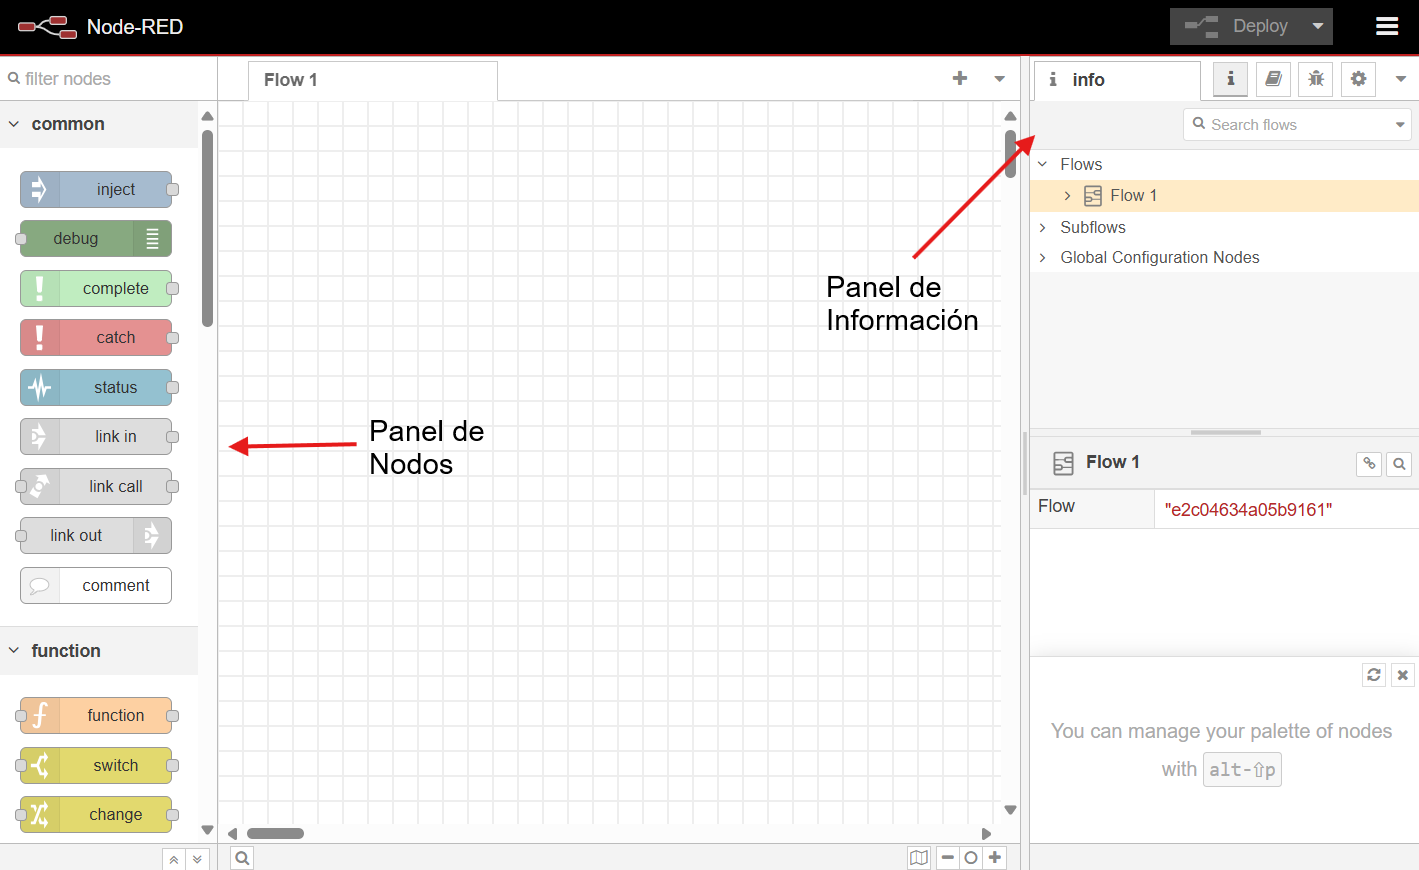 Node-RED
Deploy
filter nodes
Flow 1
info
common
Search flows
inject
debug
complete
catch
status
link in
link call
link out
comment
function
function
switch
change
Panel de
Nodos
Panel de
Información
Flows
Flow 1
Subflows
Global Configuration Nodes
Flow 1
Flow "e2c04634a05b9161"
You can manage your palette of nodes
with alt-⇧p